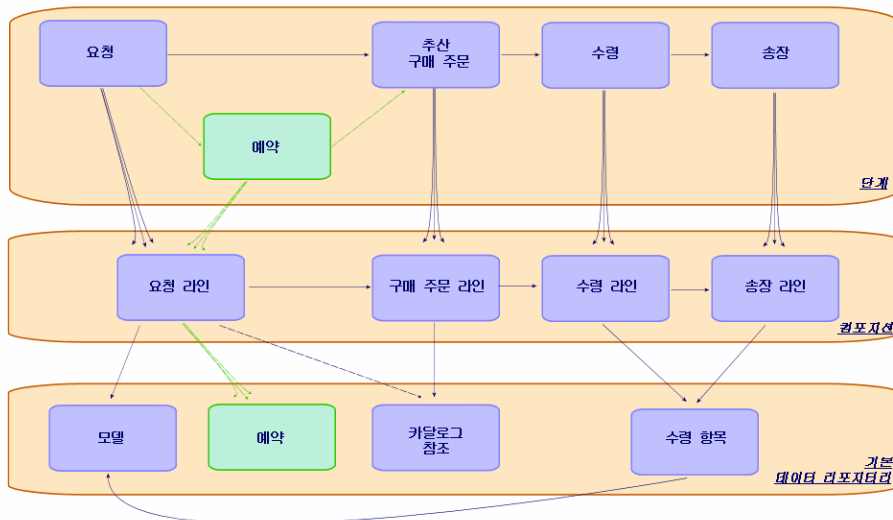 요청
추산
구매 주문
수령
송장
예약
단계
요청 라인
구매 주문 라인
수령 라인
송장 라인
컴포지션
모델
예약
카달로그
참조
수령 항목
기본
데이터 리포지터리